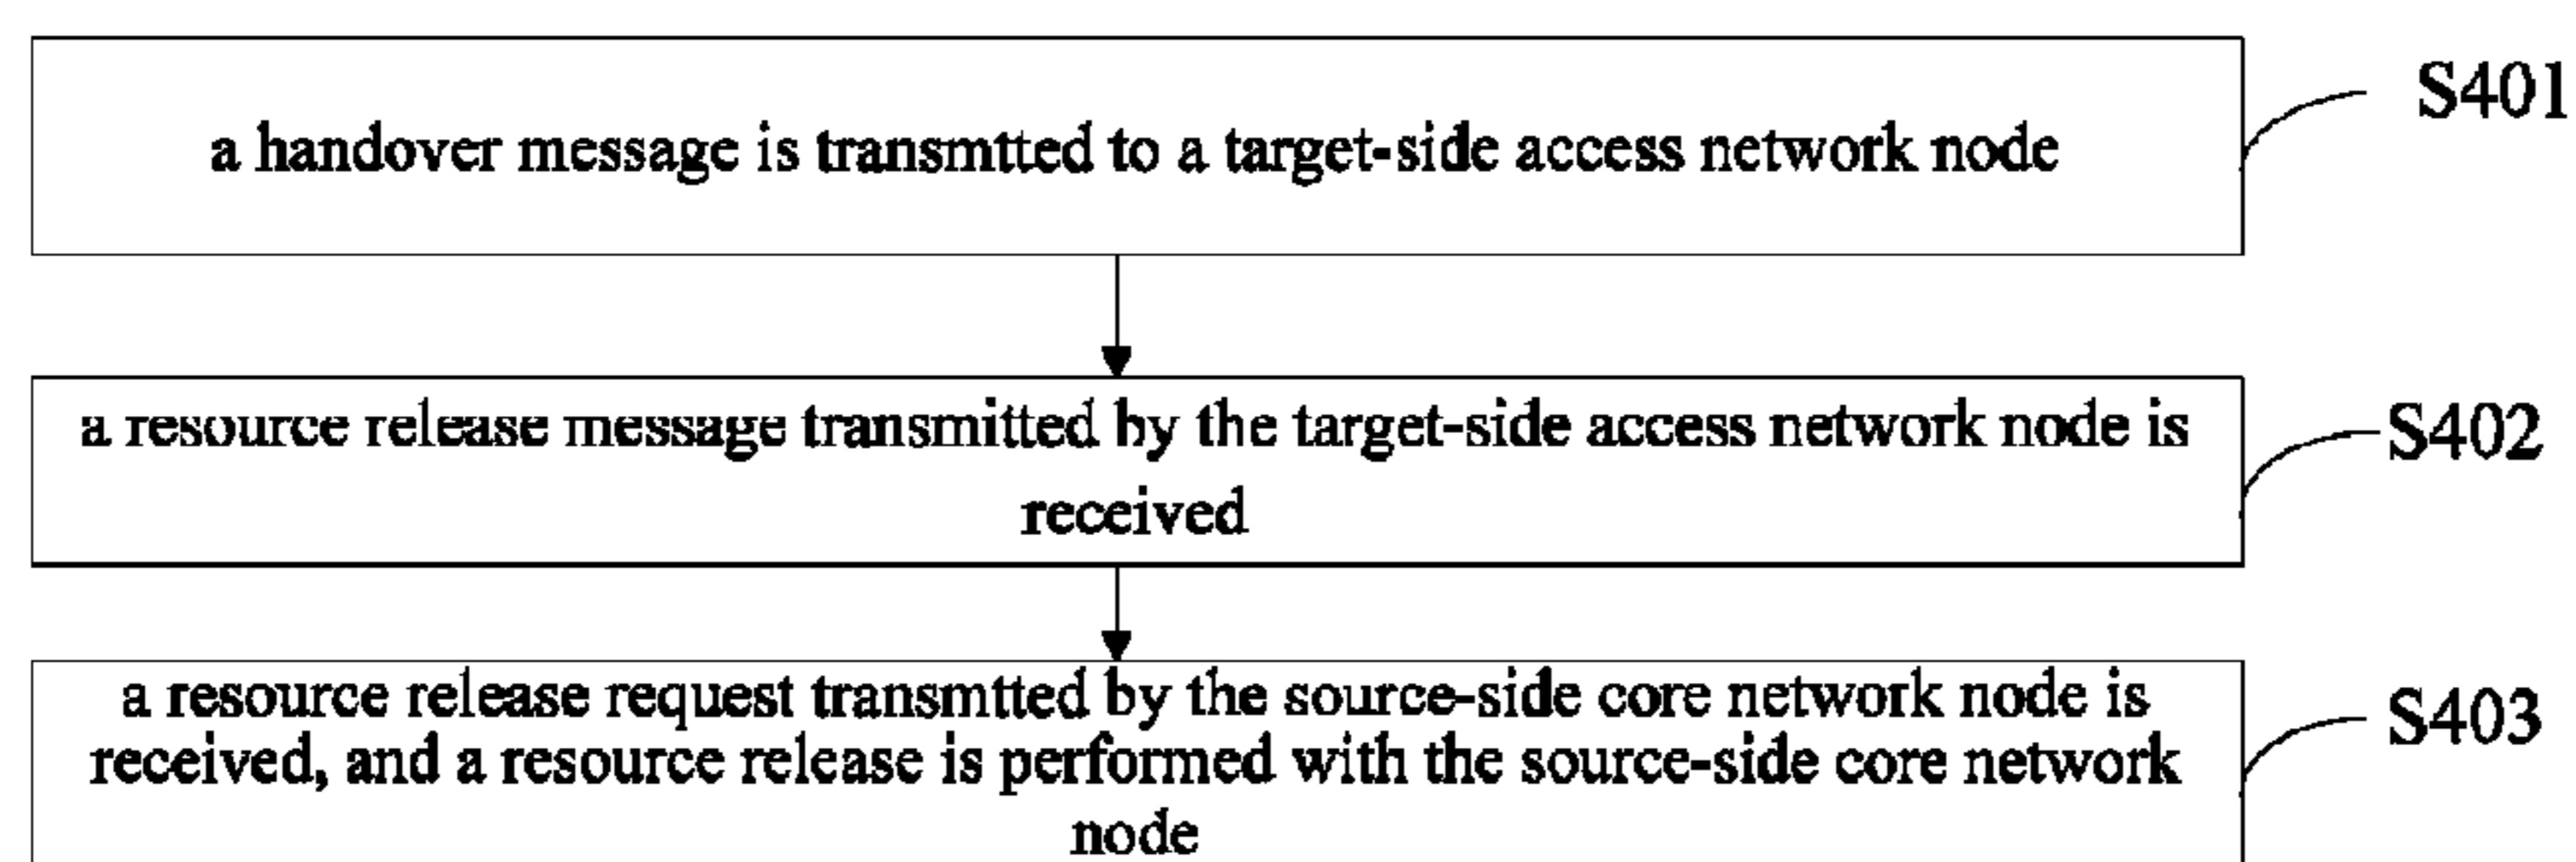 a handover message is transmtted to a target-side access network node
S401
a resource release message transmitted by the target-side access network node is
received
S402
a resource release request transmtted by the source-side core network node is
received, and a resource release is performed with the source-side core network
node
S403